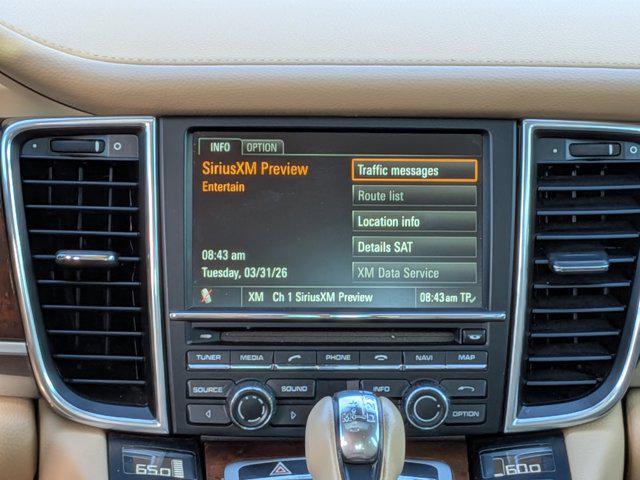 INFO OPTION
SiriusXM Preview
Entertain
Traffic messages
Route list
Location info
Details SAT
XM Data Service
08:43 am
Tuesday, 03/31/26
XM Ch 1 SiriusXM Preview 08:43 am TP
TUNER MEDIA PHONE NAVI MAP
SOURCE SOUND INFO
OPTION
65.0 60.0